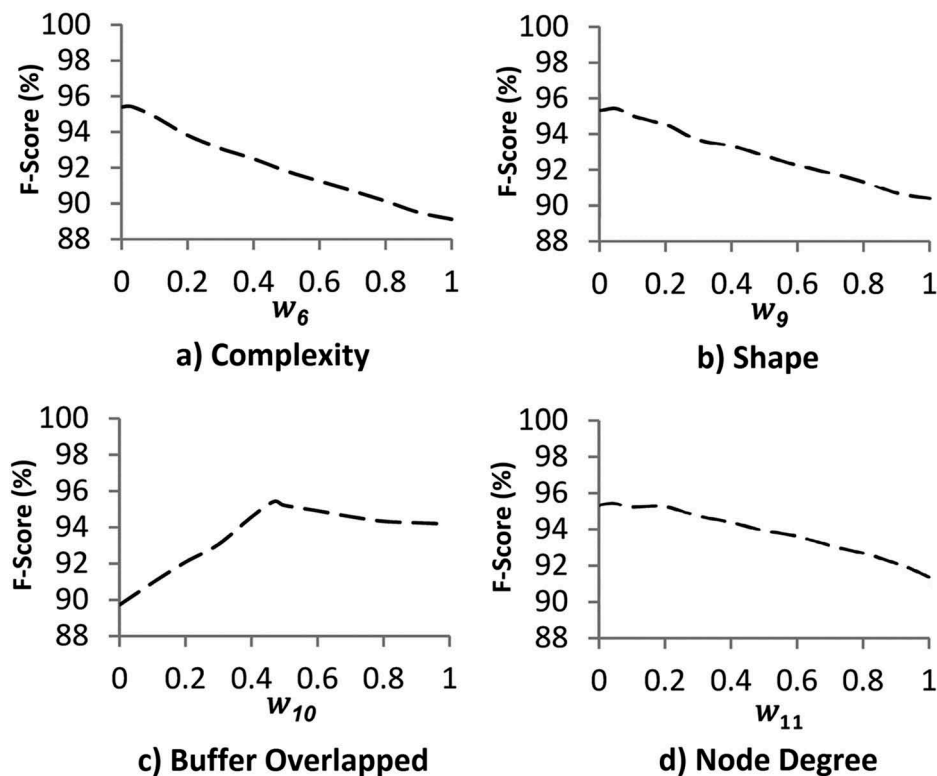 100
98
96
94
92
90
88
F-Score (%)
0 0.2 0.4 0.6 0.8 1
w6
a) Complexity
100
98
96
94
92
90
88
F-Score (%)
0 0.2 0.4 0.6 0.8 1
w9
b) Shape
100
98
96
94
92
90
88
F-Score (%)
0 0.2 0.4 0.6 0.8 1
w10
c) Buffer Overlapped
100
98
96
94
92
90
88
F-Score (%)
0 0.2 0.4 0.6 0.8 1
w11
d) Node Degree